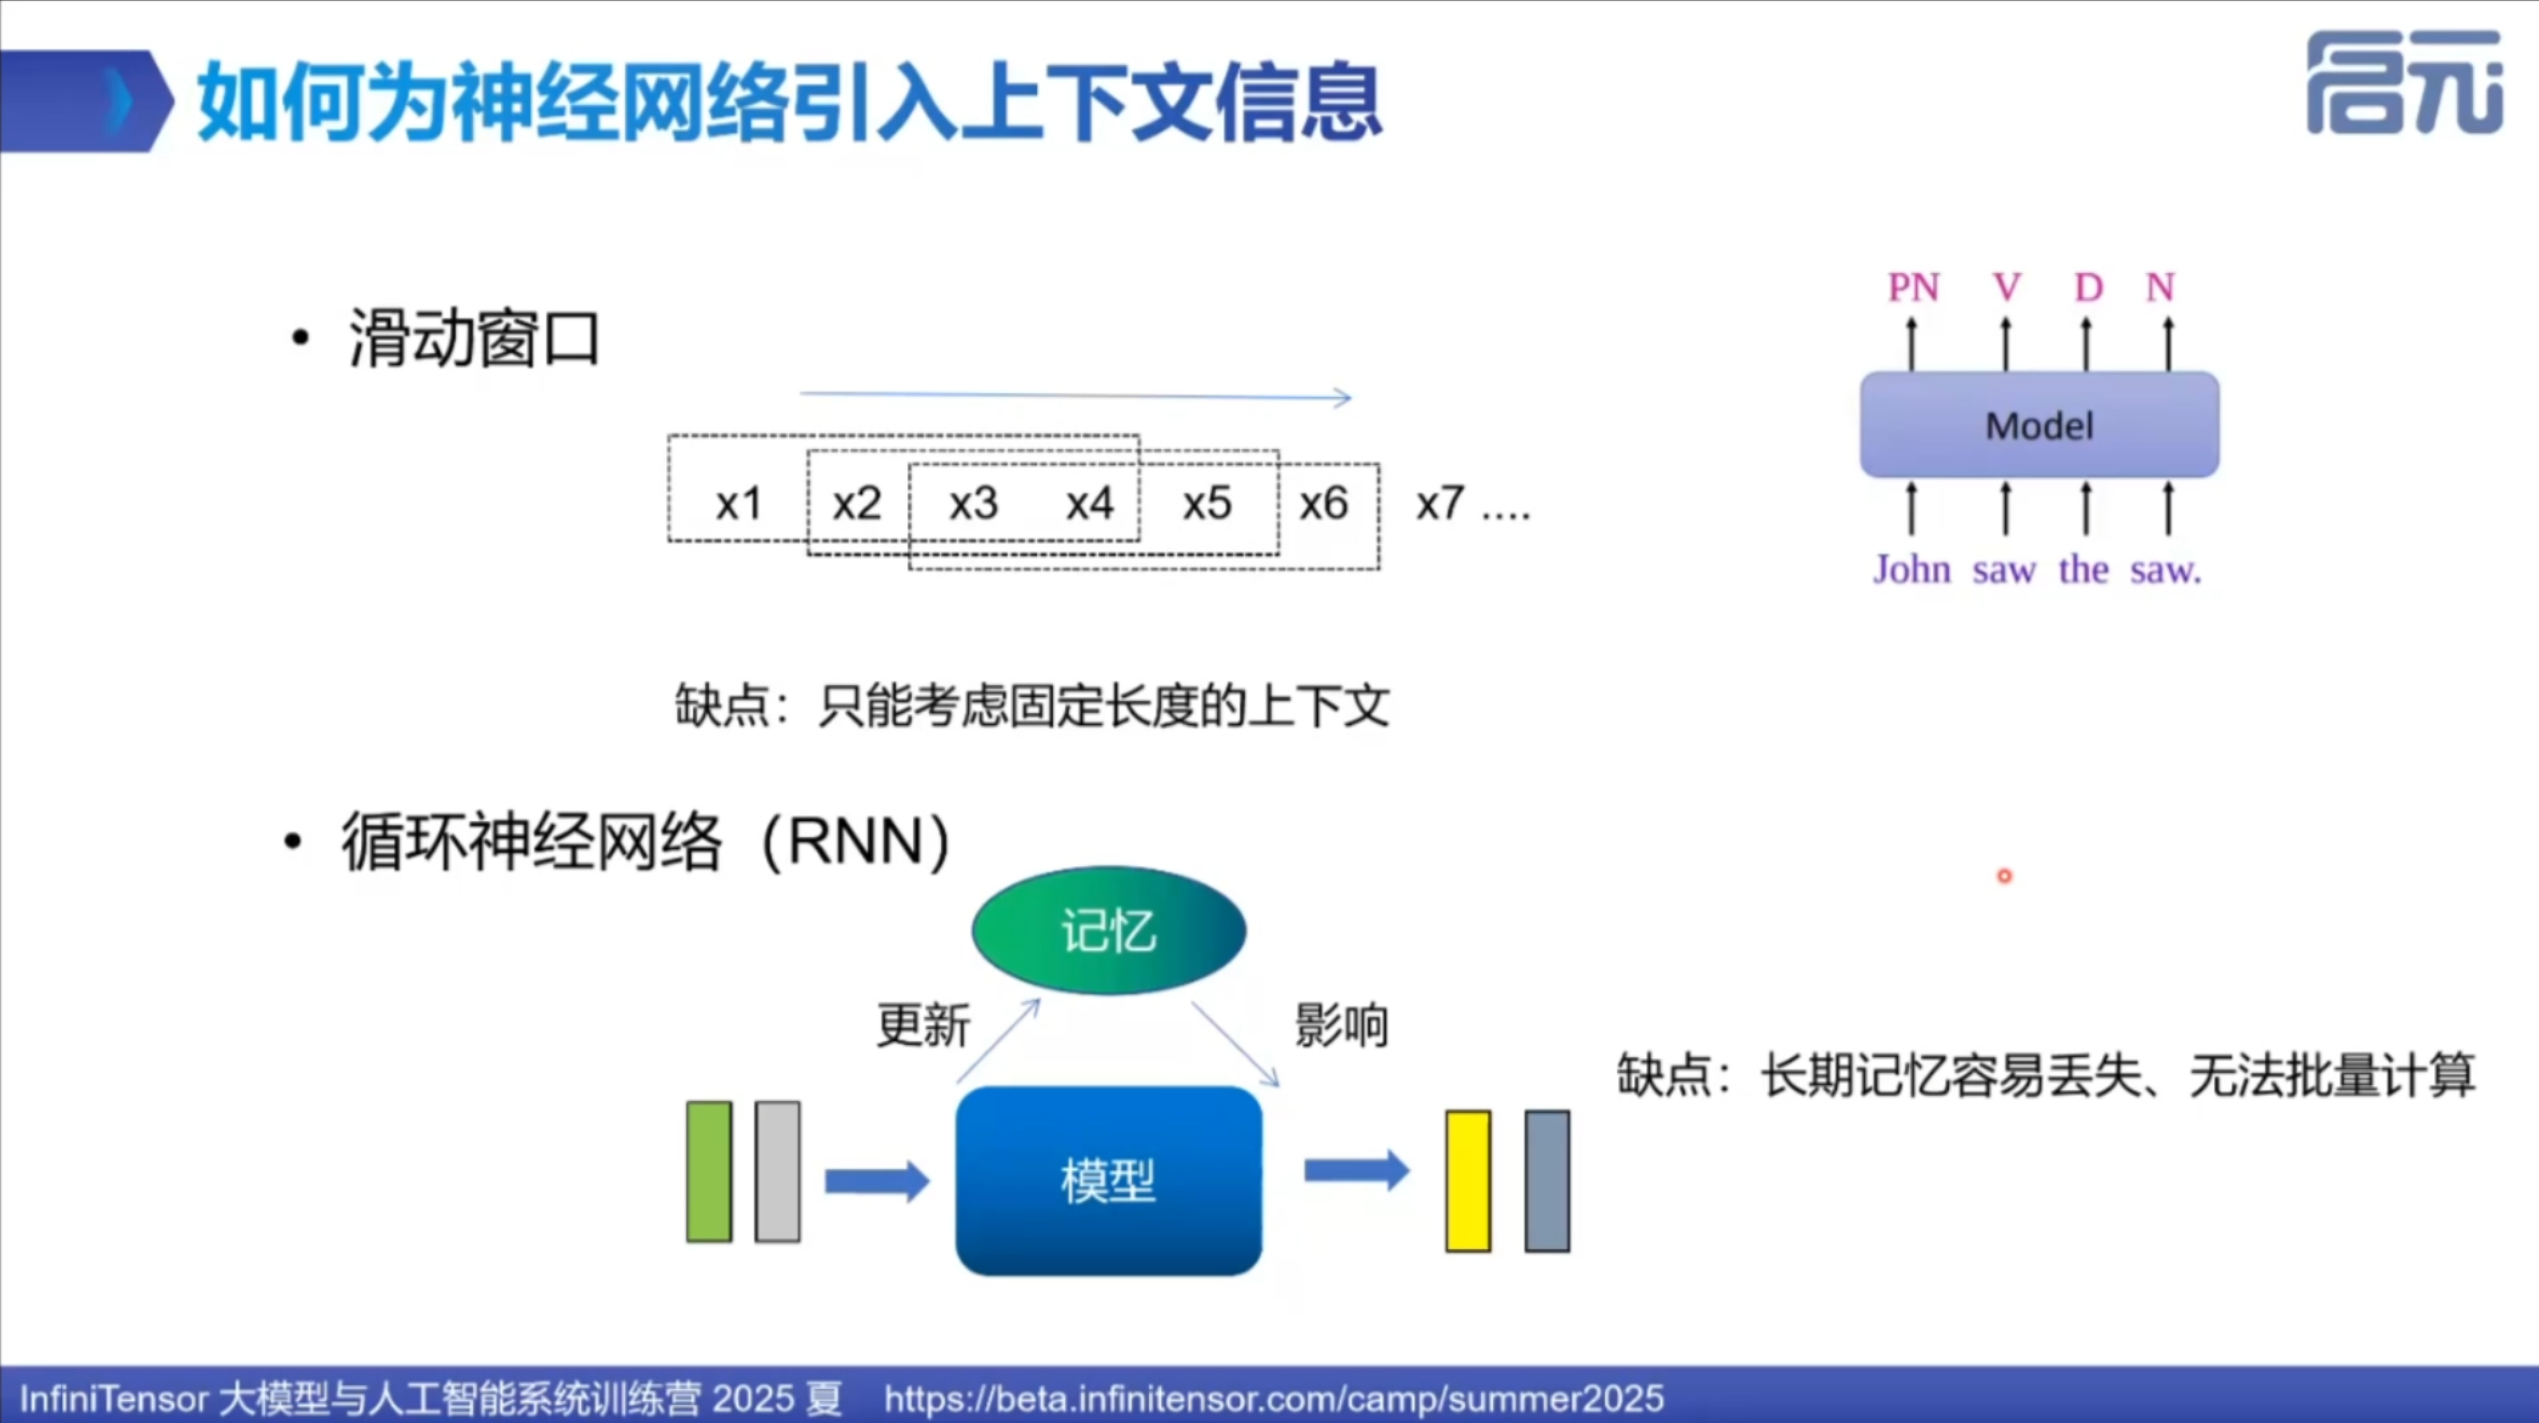 如何为神经网络引入上下文信息
启元
• 滑动窗口
PN V D N
Model
John saw the saw.
x1 x2 x3 x4 x5 x6 x7 ....
缺点：只能考虑固定长度的上下文
• 循环神经网络（RNN）
记忆
更新 影响
缺点：长期记忆容易丢失、无法批量计算
模型
InfiniTensor 大模型与人工智能系统训练营 2025 夏 https://beta.infinitensor.com/camp/summer2025